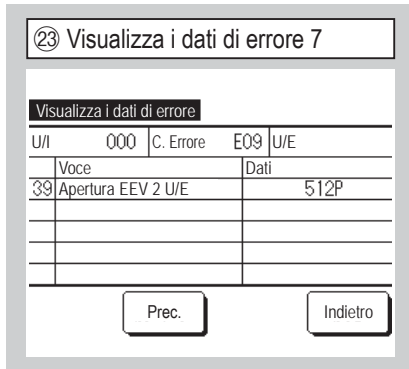 ㉓ Visualizza i dati di errore 7
Visualizza i dati di errore
U/I 000 C. Errore E09 U/E
Voce Dati
39 Apertura EEV 2 U/E 512P
Prec. Indietro